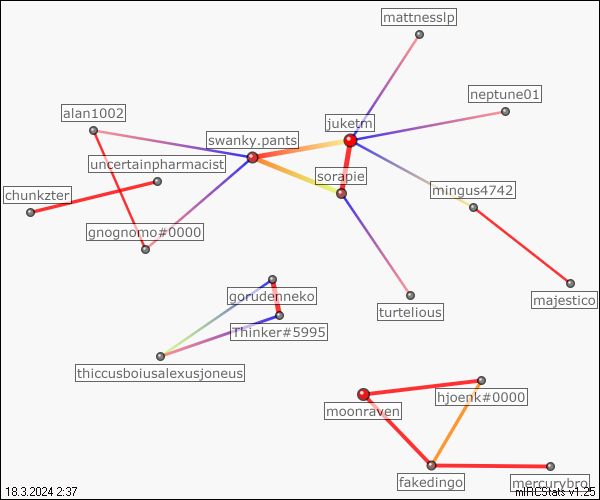 mattnesslp
neptune01
alan1002
juketm
swanky.pants
uncertainpharmacist
sorapie
mingus4742
chunkzter
gnognomo#0000
gorudenneko
majestico
turtelious
Thinker#5995
thiccusboiusalexusjoneus
hjoenk#0000
moonraven
fakedingo
mercurybro
18.3.2024 2:37
mIRCStats v1.25